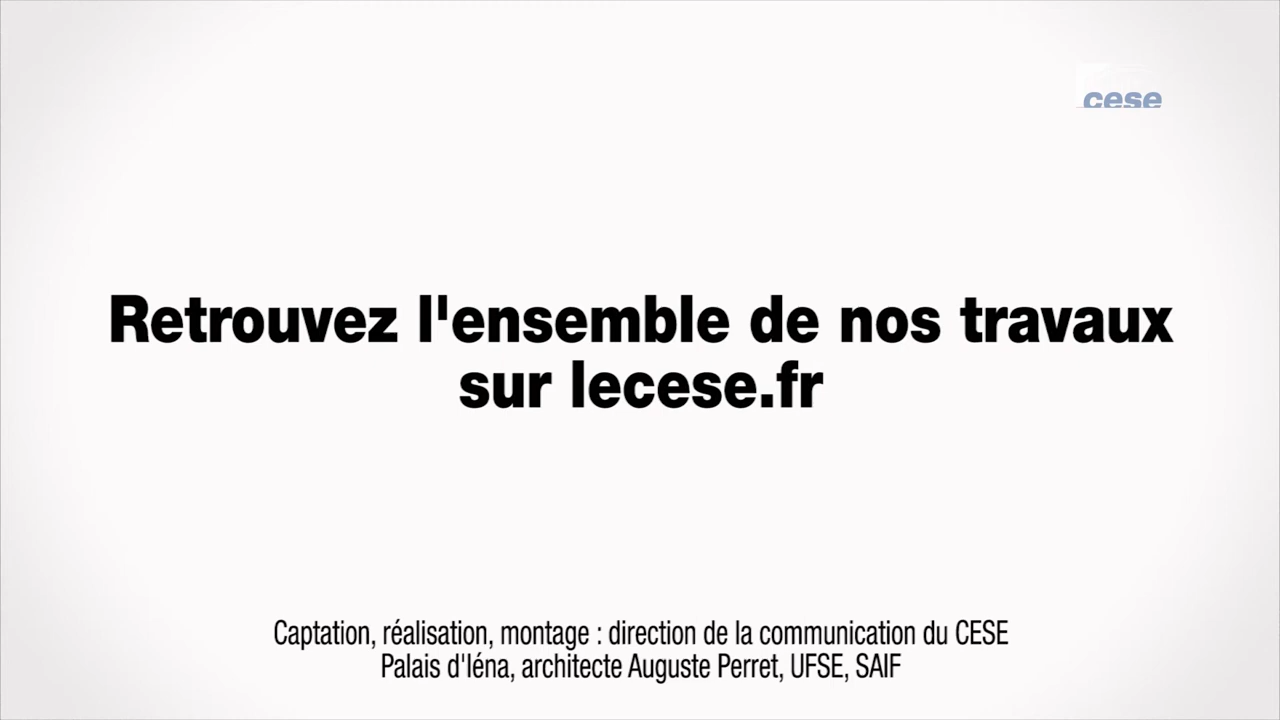 cese
Retrouvez l'ensemble de nos travaux
sur lecese.fr
Captation, réalisation, montage : direction de la communication du CESE
Palais d'Iéna, architecte Auguste Perret, UFSE, SAIF